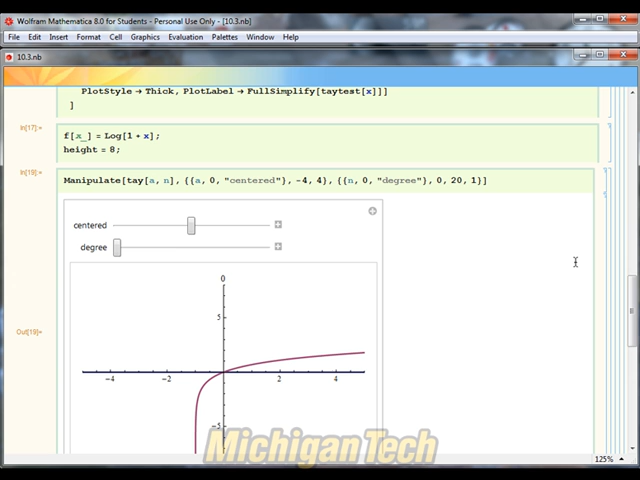 Wolfram Mathematica 8.0 for Students - Personal Use Only - [10.3.nb]
File Edit Insert Format Cell Graphics Evaluation Palettes Window Help
10.3.nb
PlotStyle → Thick, PlotLabel → FullSimplify[taytest[x]]]
]
In[17]:=
f[x_] = Log[1 + x];
height = 8;
In[19]:=
Manipulate[tay[a, n], {{a, 0, "centered"}, -4, 4}, {{n, 0, "degree"}, 0, 20, 1}]
centered
degree
0
5
Out[19]=
-4 -2 2 4
-5
Michigan Tech
125%